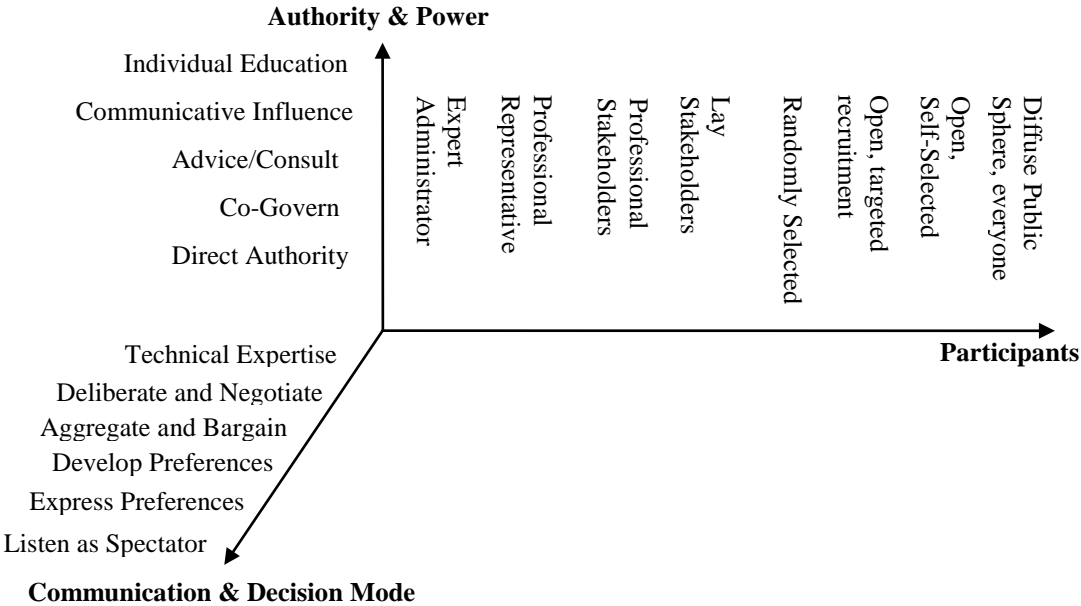 Authority & Power
Individual Education
Communicative Influence
Advice/Consult
Co-Govern
Direct Authority
Expert
Administrator
Professional
Representative
Professional
Stakeholders
Lay
Stakeholders
Randomly Selected
Open, targeted
recruitment
Open,
Self-Selected
Diffuse Public
Sphere, everyone
Participants
Technical Expertise
Deliberate and Negotiate
Aggregate and Bargain
Develop Preferences
Express Preferences
Listen as Spectator
Communication & Decision Mode